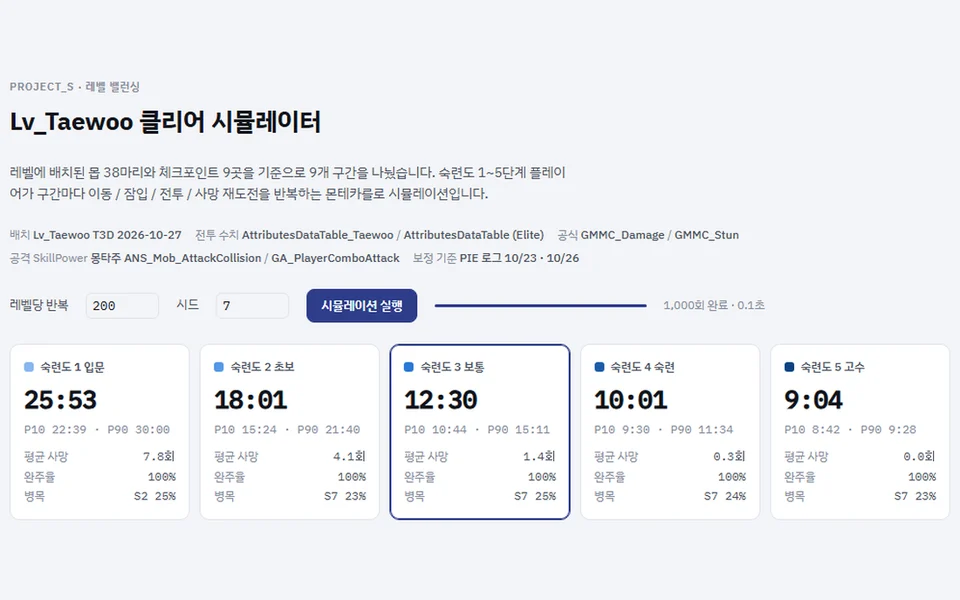 PROJECT_S · 레벨 밸런싱
Lv_Taewoo 클리어 시뮬레이터
레벨에 배치된 몹 38마리와 체크포인트 9곳을 기준으로 9개 구간을 나눴습니다. 숙련도 1~5단계 플레이
어가 구간마다 이동 / 잠입 / 전투 / 사망 재도전을 반복하는 몬테카를로 시뮬레이션입니다.
배치 Lv_Taewoo T3D 2026-10-27 전투 수치 AttributesDataTable_Taewoo / AttributesDataTable (Elite) 공식 GMMC_Damage / GMMC_Stun
공격 SkillPower 몽타주 ANS_Mob_AttackCollision / GA_PlayerComboAttack 보정 기준 PIE 로그 10/23 · 10/26
레벨당 반복 200 시드 7 시뮬레이션 실행 1,000회 완료 · 0.1초
숙련도 1 입문
25:53
P10 22:39 · P90 30:00
평균 사망 7.8회
완주율 100%
병목 S2 25%
숙련도 2 초보
18:01
P10 15:24 · P90 21:40
평균 사망 4.1회
완주율 100%
병목 S7 23%
숙련도 3 보통
12:30
P10 10:44 · P90 15:11
평균 사망 1.4회
완주율 100%
병목 S7 25%
숙련도 4 숙련
10:01
P10 9:30 · P90 11:34
평균 사망 0.3회
완주율 100%
병목 S7 24%
숙련도 5 고수
9:04
P10 8:42 · P90 9:28
평균 사망 0.0회
완주율 100%
병목 S7 23%